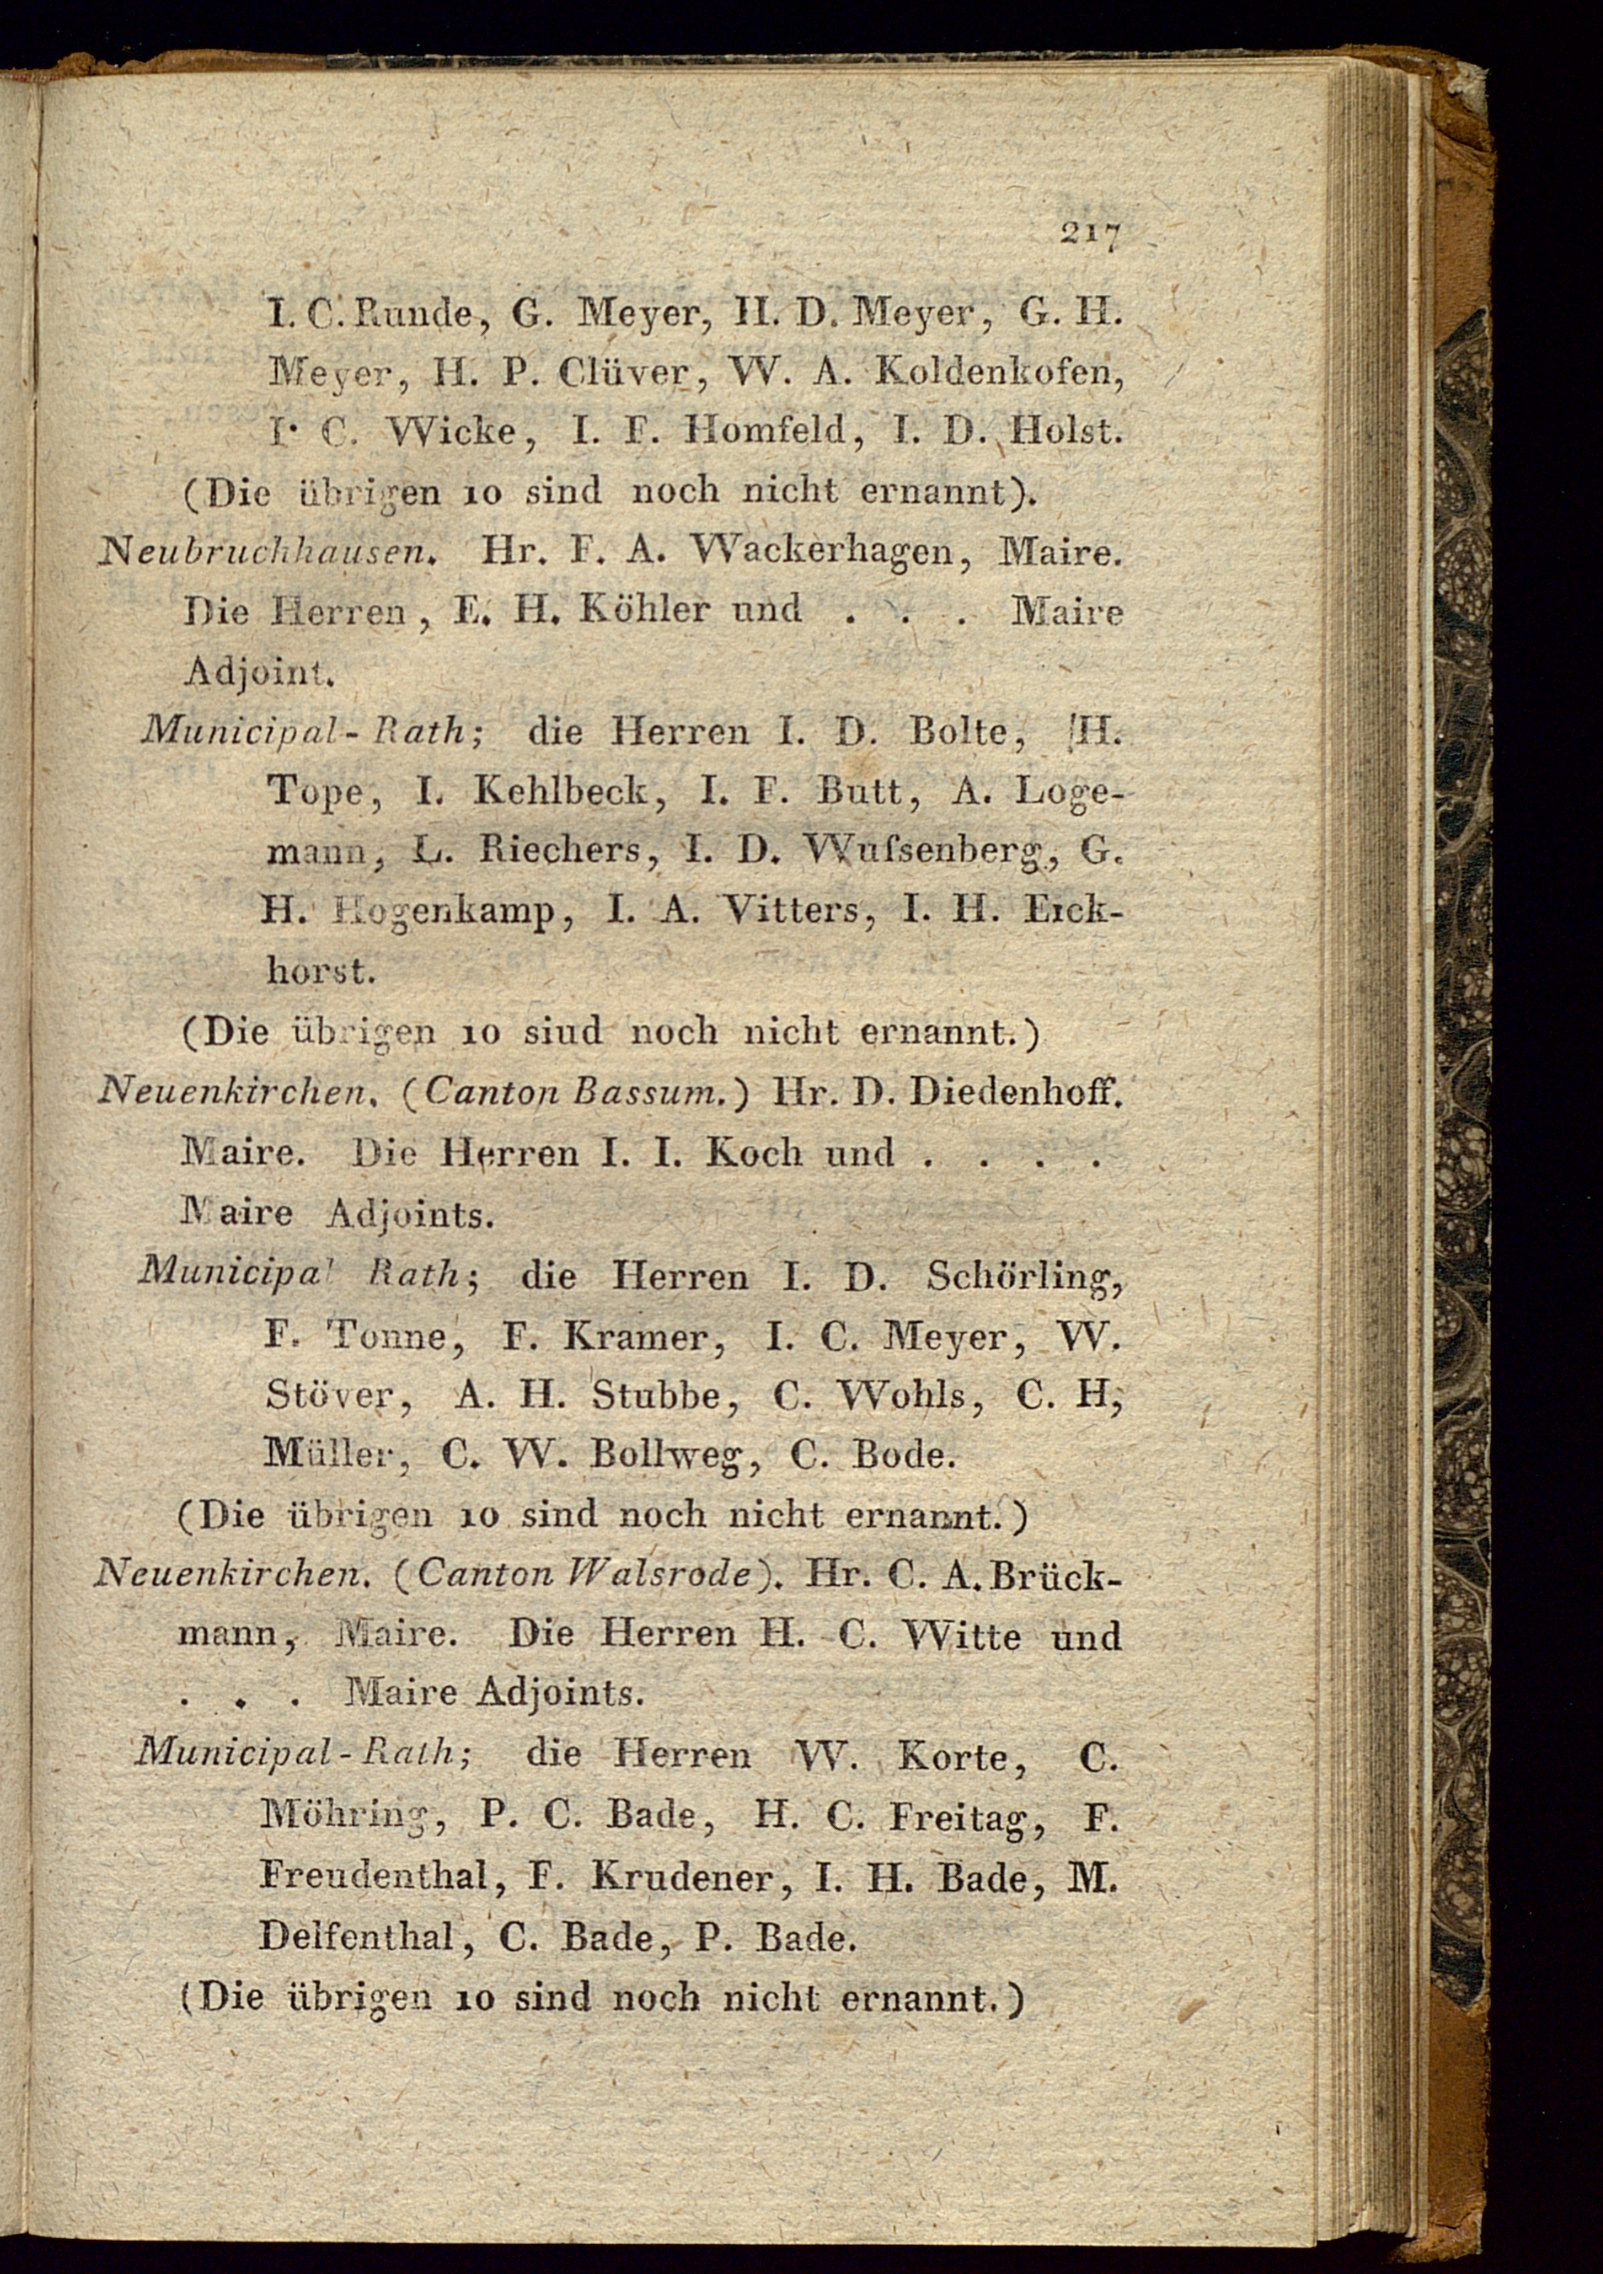 217
I. C. Runde, G. Meyer, H. D. Meyer, G. H.
Meyer, H. P. Clüver, W. A. Koldenkofen,
I. C. Wicke, I. F. Homfeld, I. D. Holst.
(Die übrigen 10 sind noch nicht ernannt).
Neubruchhausen. Hr. F. A. Wackerhagen, Maire.
Die Herren, E. H. Köhler und . . . Maire
Adjoint.
Municipal-Rath; die Herren I. D. Bolte, H.
Tope, I. Kehlbeck, I. F. Butt, A. Loge-
mann, L. Riechers, I. D. Wuſsenberg, G.
H. Hogenkamp, I. A. Vitters, I. H. Eick-
horst.
(Die übrigen 10 siud noch nicht ernannt.)
Neuenkirchen. (Canton Bassum.) Hr. D. Diedenhoff.
Maire. Die Herren I. I. Koch und . . . .
Maire Adjoints.
Municipal Rath; die Herren I. D. Schörling,
F. Tonne, F. Kramer, I. C. Meyer, W.
Stöver, A. H. Stubbe, C. Wohls, C. H;
Müller, C. W. Bollweg, C. Bode.
(Die übrigen 10 sind noch nicht ernannt.)
Neuenkirchen. (Canton Walsrode). Hr. C. A. Brück-
mann, Maire. Die Herren H. C. Witte und
. . . Maire Adjoints.
Municipal-Rath; die Herren W. Korte, C.
Möhring, P. C. Bade, H. C. Freitag, F.
Freudenthal, F. Krudener, I. H. Bade, M.
Delfenthal, C. Bade, P. Bade.
(Die übrigen 10 sind noch nicht ernannt.)